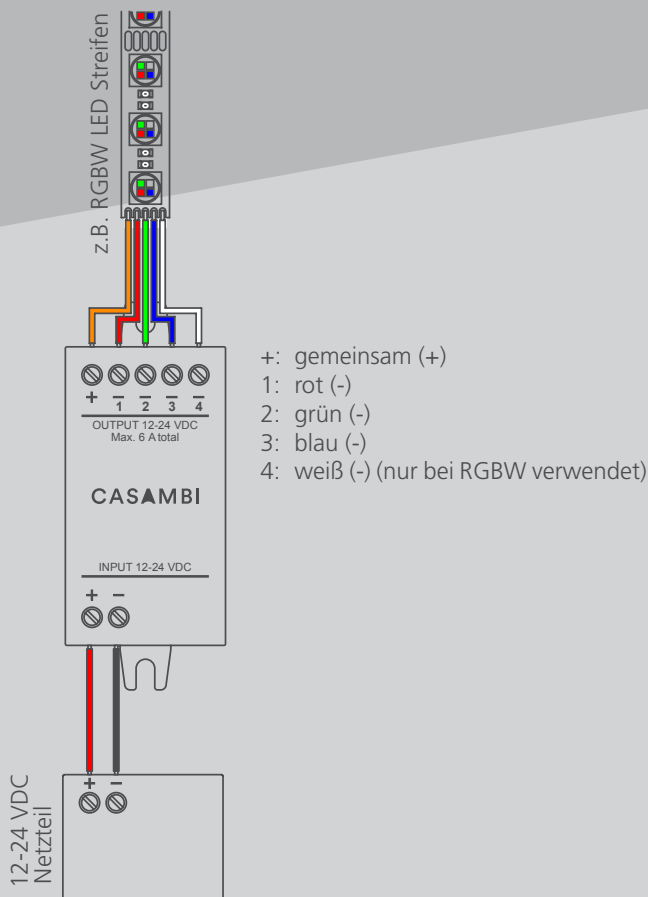 z.B. RGBW LED Streifen
+ − − − −
1 2 3 4
OUTPUT 12-24 VDC
Max. 6 A total
CASAMBI
INPUT 12-24 VDC
+ −
+: gemeinsam (+)
1: rot (-)
2: grün (-)
3: blau (-)
4: weiß (-) (nur bei RGBW verwendet)
+ −
12-24 VDC
Netzteil